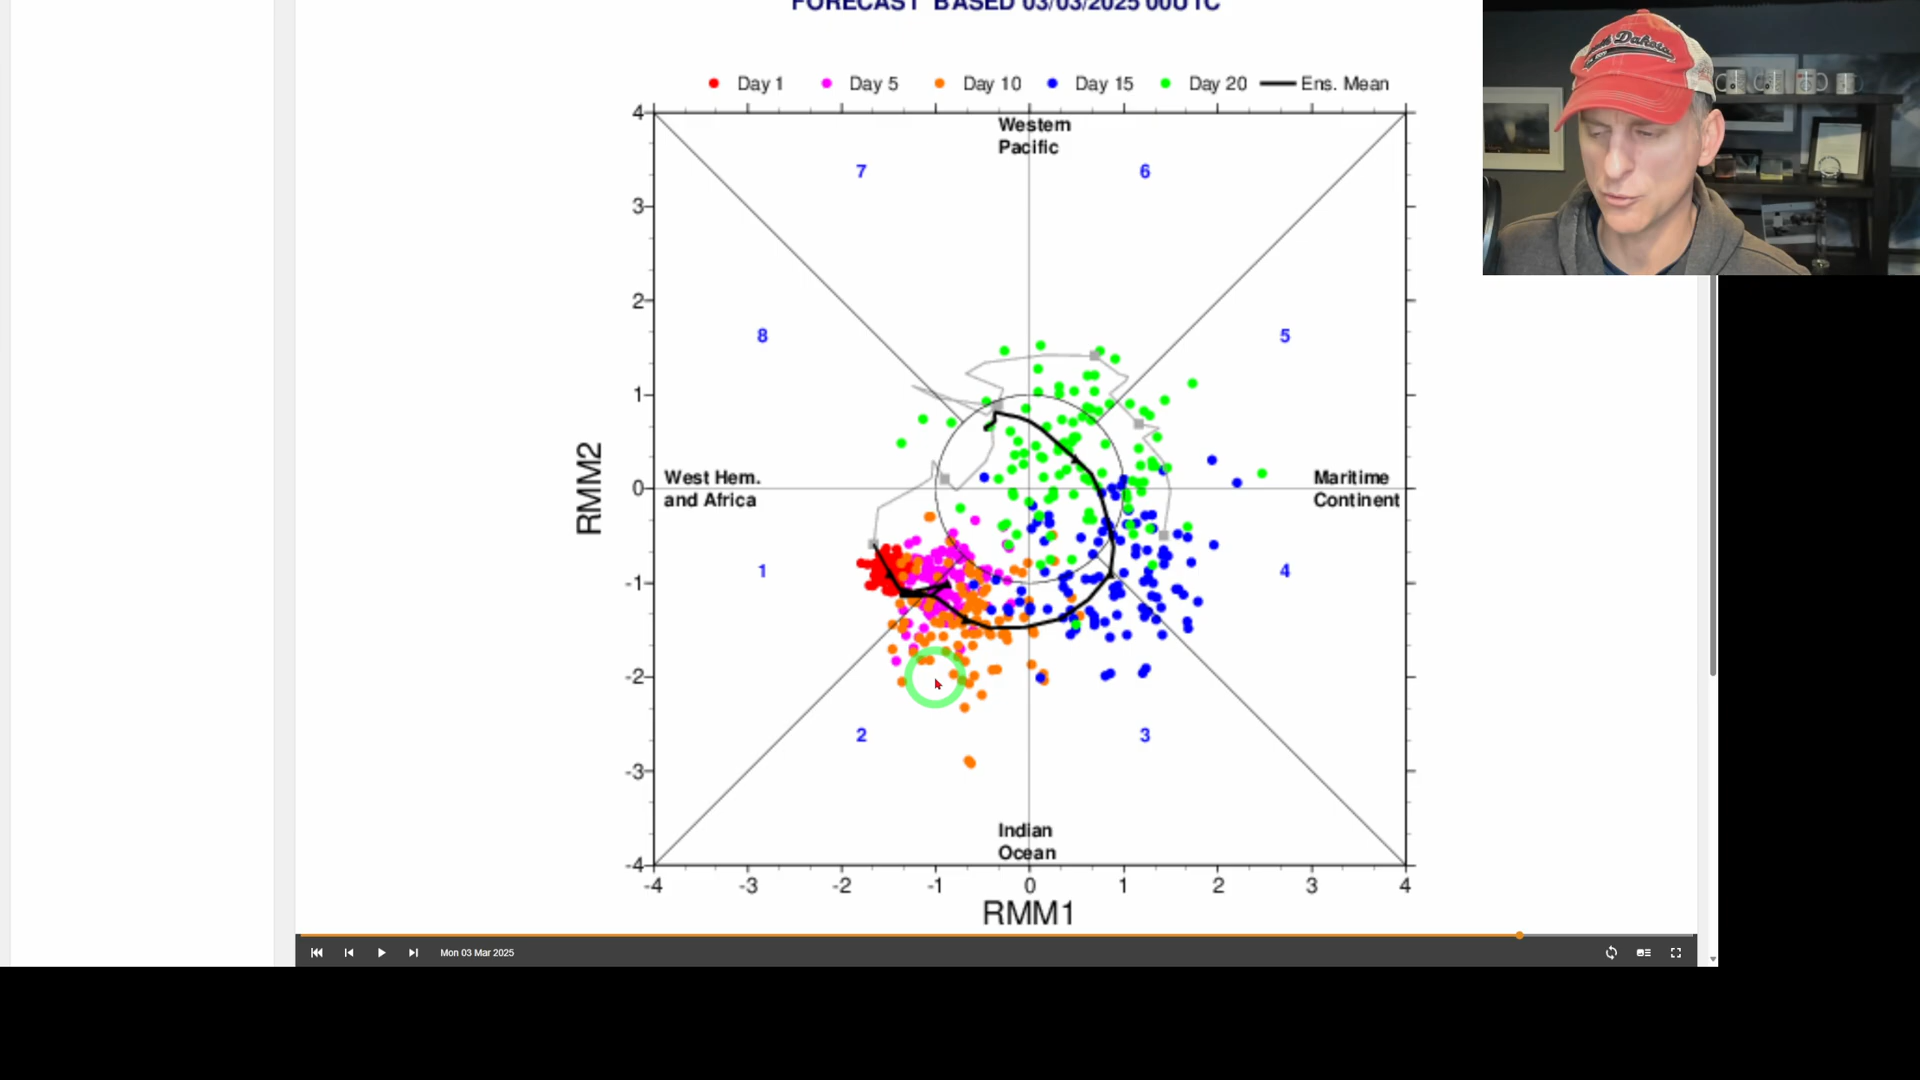 FORECAST BASED 03/03/2025 00UTC
Day 1 Day 5 Day 10 Day 15 Day 20 Ens. Mean
4
Western
Pacific
7 6
3
2
8 5
1
RMM2
West Hem.
and Africa
0
Maritime
Continent
1 4
-1
-2
2 3
-3
Indian
Ocean
-4
-4 -3 -2 -1 0 1 2 3 4
RMM1
Mon 03 Mar 2025
Dakota